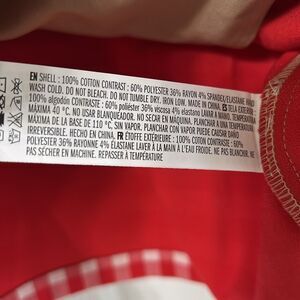 EN SHELL : 100% COTTON CONTRAST : 60% POLYESTER 36% RAYON 4% SPANDEX/ELASTANE. HAND
WASH COLD. DO NOT BLEACH. DO NOT TUMBLE DRY. IRON LOW. MADE IN CHINA. ES TELA EXTERIOR:
100% algodón CONTRASTE : 60% poliéster 36% viscosa 4% elastano LAVAR A MANO. TEMPERATURA
MÁXIMA 40 °C. NO USAR BLANQUEADOR. NO SECAR EN MÁQUINA. PLANCHAR A UNA TEMPERATURA
MÁXIMA DE LA BASE DE 110 °C, SIN VAPOR. PLANCHAR CON VAPOR PUEDE CAUSAR DAÑO
IRREVERSIBLE. HECHO EN CHINA. FR ÉTOFFE EXTÉRIEURE : 100% COTON CONTRASTE : 60%
POLYESTER 36% RAYONNE 4% ELASTANE LAVER À LA MAIN À L'EAU FROIDE. NE PAS BLANCHIR. NE
PAS SÉCHER EN MACHINE. REPASSER À TEMPÉRATURE